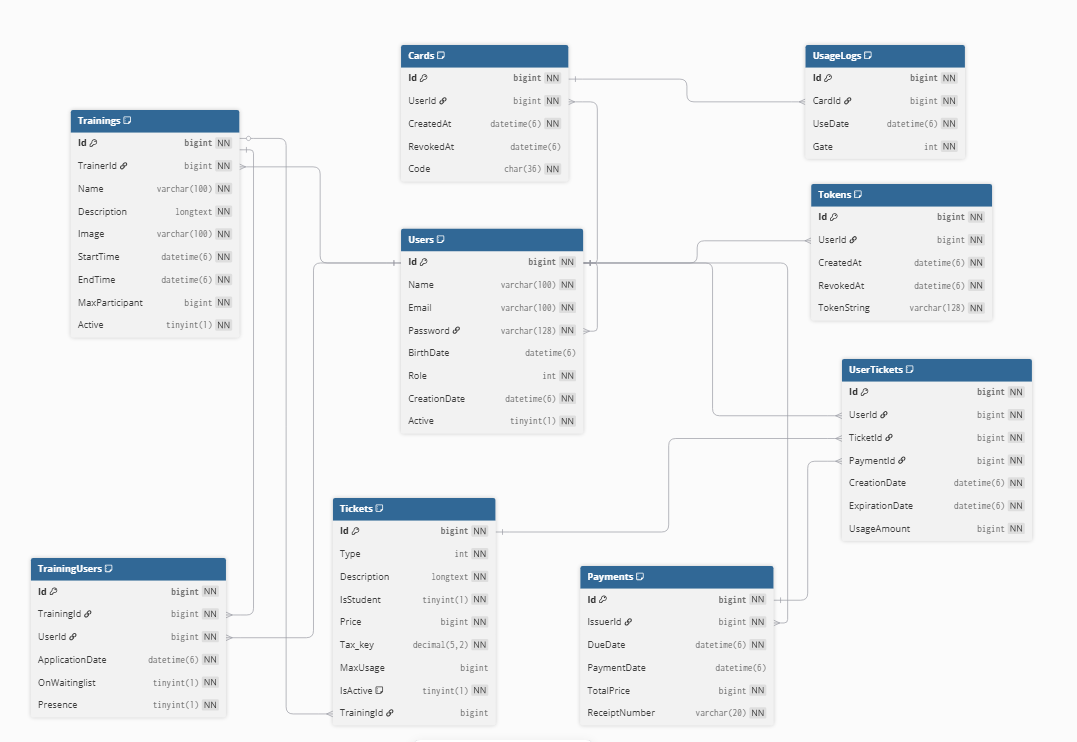 Cards
Id bigint NN
UserId bigint NN
CreatedAt datetime(6) NN
RevokedAt datetime(6)
Code char(36) NN
UsageLogs
Id bigint NN
CardId bigint NN
UseDate datetime(6) NN
Gate int NN
Trainings
Id bigint NN
TrainerId bigint NN
Name varchar(100) NN
Description longtext NN
Image varchar(100) NN
StartTime datetime(6) NN
EndTime datetime(6) NN
MaxParticipant bigint NN
Active tinyint(1) NN
Tokens
Id bigint NN
UserId bigint NN
CreatedAt datetime(6) NN
RevokedAt datetime(6) NN
TokenString varchar(128) NN
Users
Id bigint NN
Name varchar(100) NN
Email varchar(100) NN
Password varchar(128) NN
BirthDate datetime(6)
Role int NN
CreationDate datetime(6) NN
Active tinyint(1) NN
UserTickets
Id bigint NN
UserId bigint NN
TicketId bigint NN
PaymentId bigint NN
CreationDate datetime(6) NN
ExpirationDate datetime(6) NN
UsageAmount bigint NN
Tickets
Id bigint NN
Type int NN
Description longtext NN
IsStudent tinyint(1) NN
Price bigint NN
Tax_key decimal(5,2) NN
MaxUsage bigint
IsActive tinyint(1) NN
TrainingId bigint
TrainingUsers
Id bigint NN
TrainingId bigint NN
UserId bigint NN
ApplicationDate datetime(6) NN
OnWaitinglist tinyint(1) NN
Presence tinyint(1) NN
Payments
Id bigint NN
IssuerId bigint NN
DueDate datetime(6) NN
PaymentDate datetime(6)
TotalPrice bigint NN
ReceiptNumber varchar(20) NN